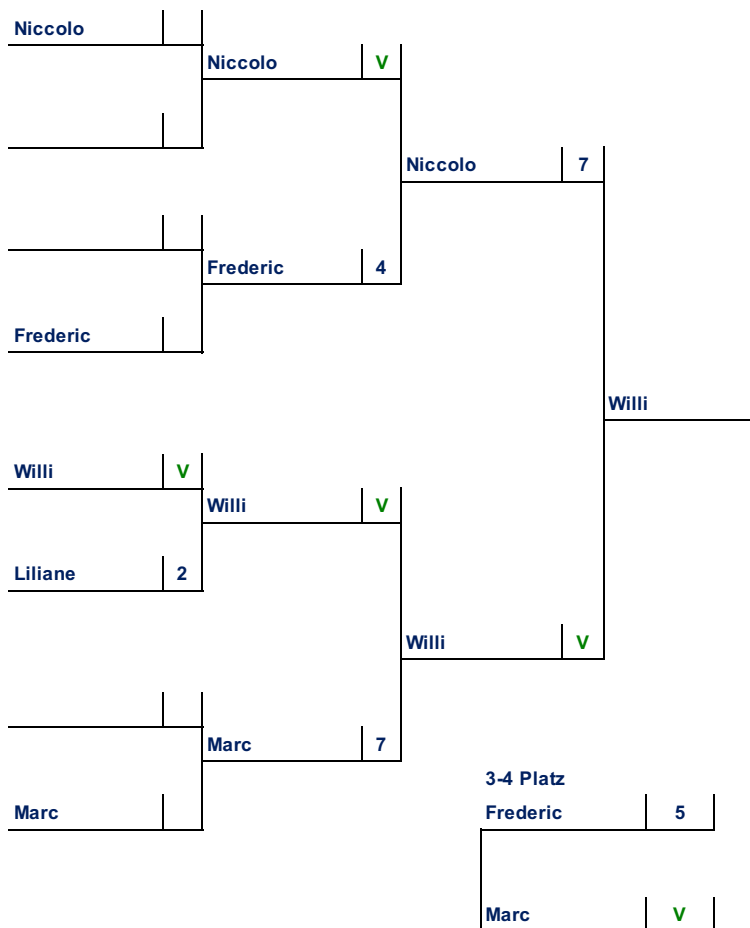 Niccolo
Niccolo V
Niccolo 7
Frederic 4
Frederic
Willi
Willi V
Willi V
Liliane 2
Willi V
Marc 7
3-4 Platz
Marc
Frederic 5
Marc V